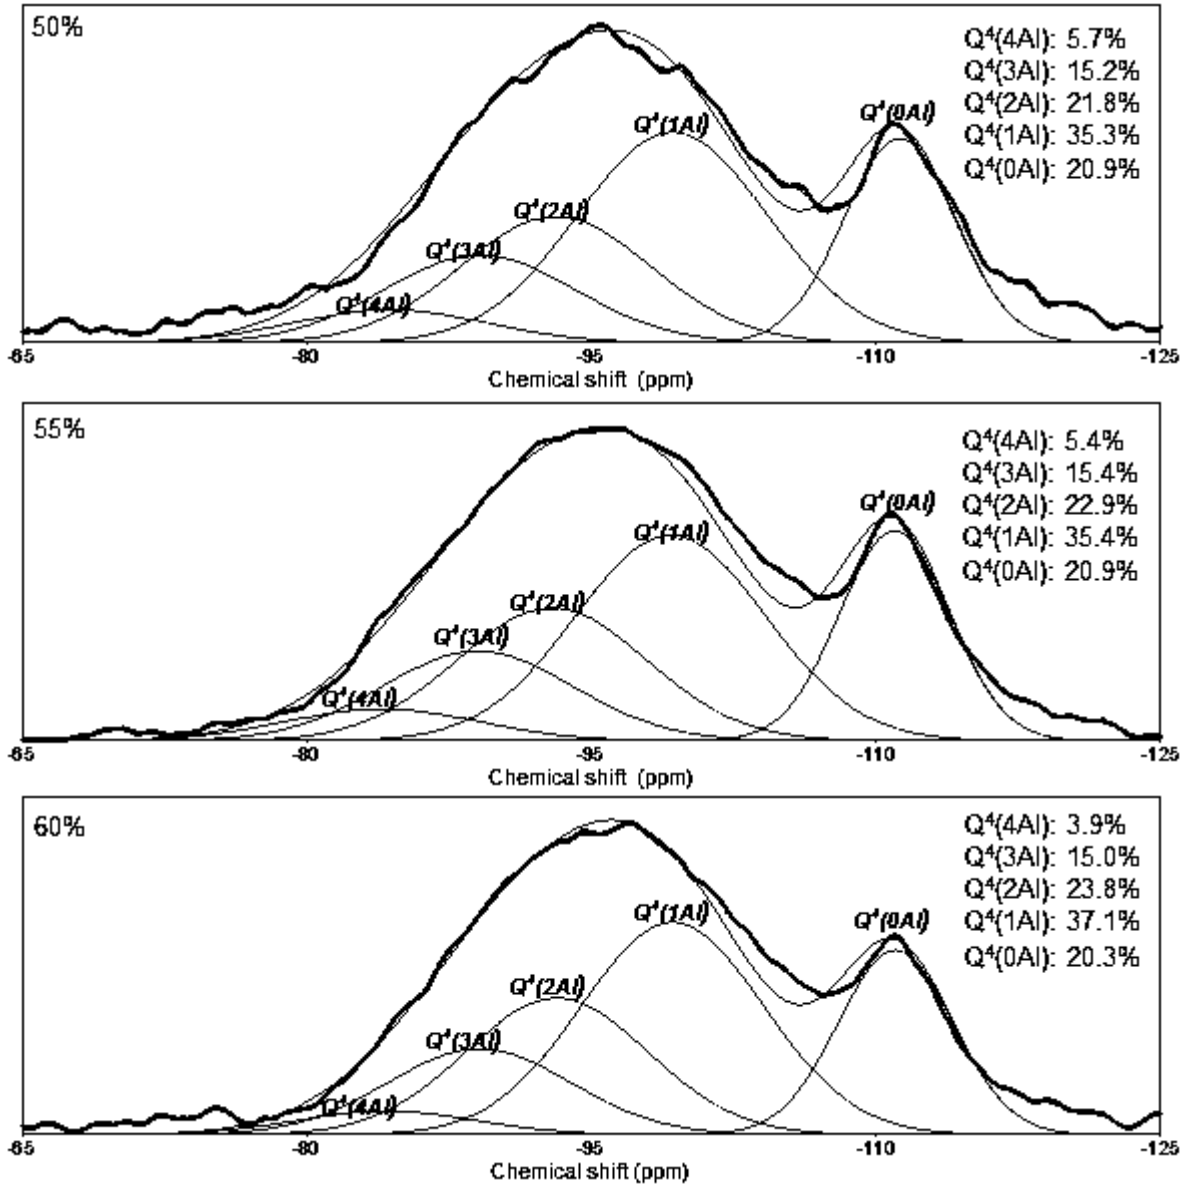 50%
Q⁴(4Al): 5.7%
Q⁴(3Al): 15.2%
Q⁴(2Al): 21.8%
Q⁴(1Al): 35.3%
Q⁴(0Al): 20.9%
Q⁴(0Al)
Q⁴(1Al)
Q⁴(2Al)
Q⁴(3Al)
Q⁴(4Al)
-65 -80 -95 -110 -125
Chemical shift (ppm)
55%
Q⁴(4Al): 5.4%
Q⁴(3Al): 15.4%
Q⁴(2Al): 22.9%
Q⁴(1Al): 35.4%
Q⁴(0Al): 20.9%
Q⁴(0Al)
Q⁴(1Al)
Q⁴(2Al)
Q⁴(3Al)
Q⁴(4Al)
-65 -80 -95 -110 -125
Chemical shift (ppm)
60%
Q⁴(4Al): 3.9%
Q⁴(3Al): 15.0%
Q⁴(2Al): 23.8%
Q⁴(1Al): 37.1%
Q⁴(0Al): 20.3%
Q⁴(1Al)
Q⁴(0Al)
Q⁴(2Al)
Q⁴(3Al)
Q⁴(4Al)
-65 -80 -95 -110 -125
Chemical shift (ppm)